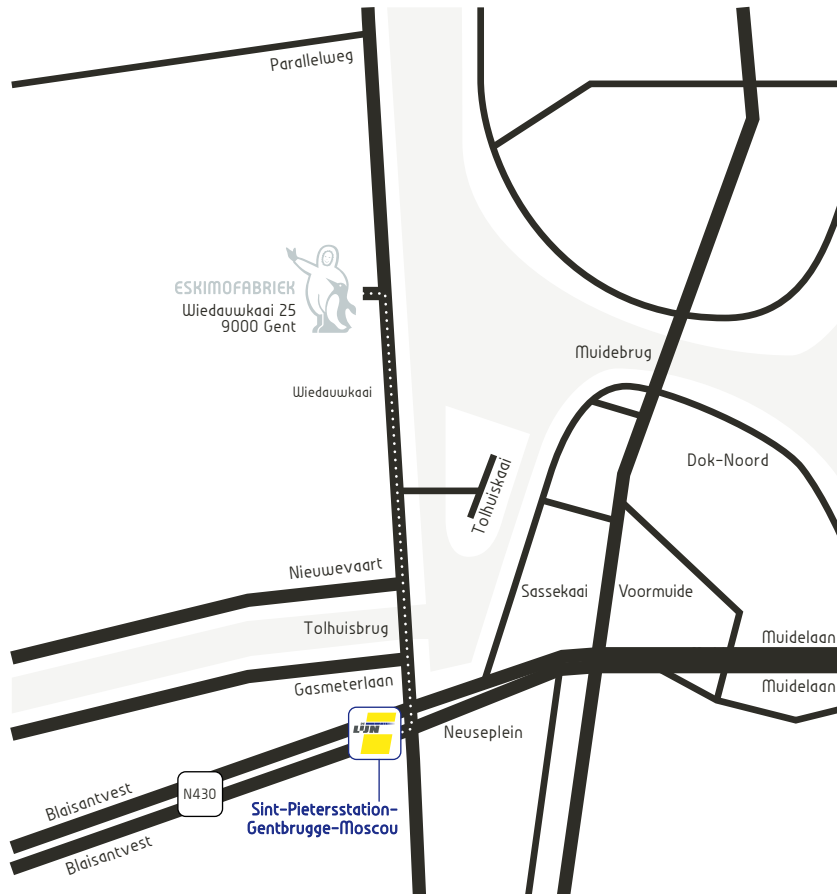 Parallelweg
ESKIMOFABRIEK
Wiedauwkaai 25
9000 Gent
Muidebrug
Wiedauwkaai
Dok-Noord
Tolhuiskaai
Nieuwevaart
Sassekaai
Voormuide
Tolhuisbrug
Muidelaan
Gasmeterlaan
Muidelaan
LIJN
Neuseplein
N430
Blaisantvest
Sint-Pietersstation-
Gentbrugge-Moscou
Blaisantvest